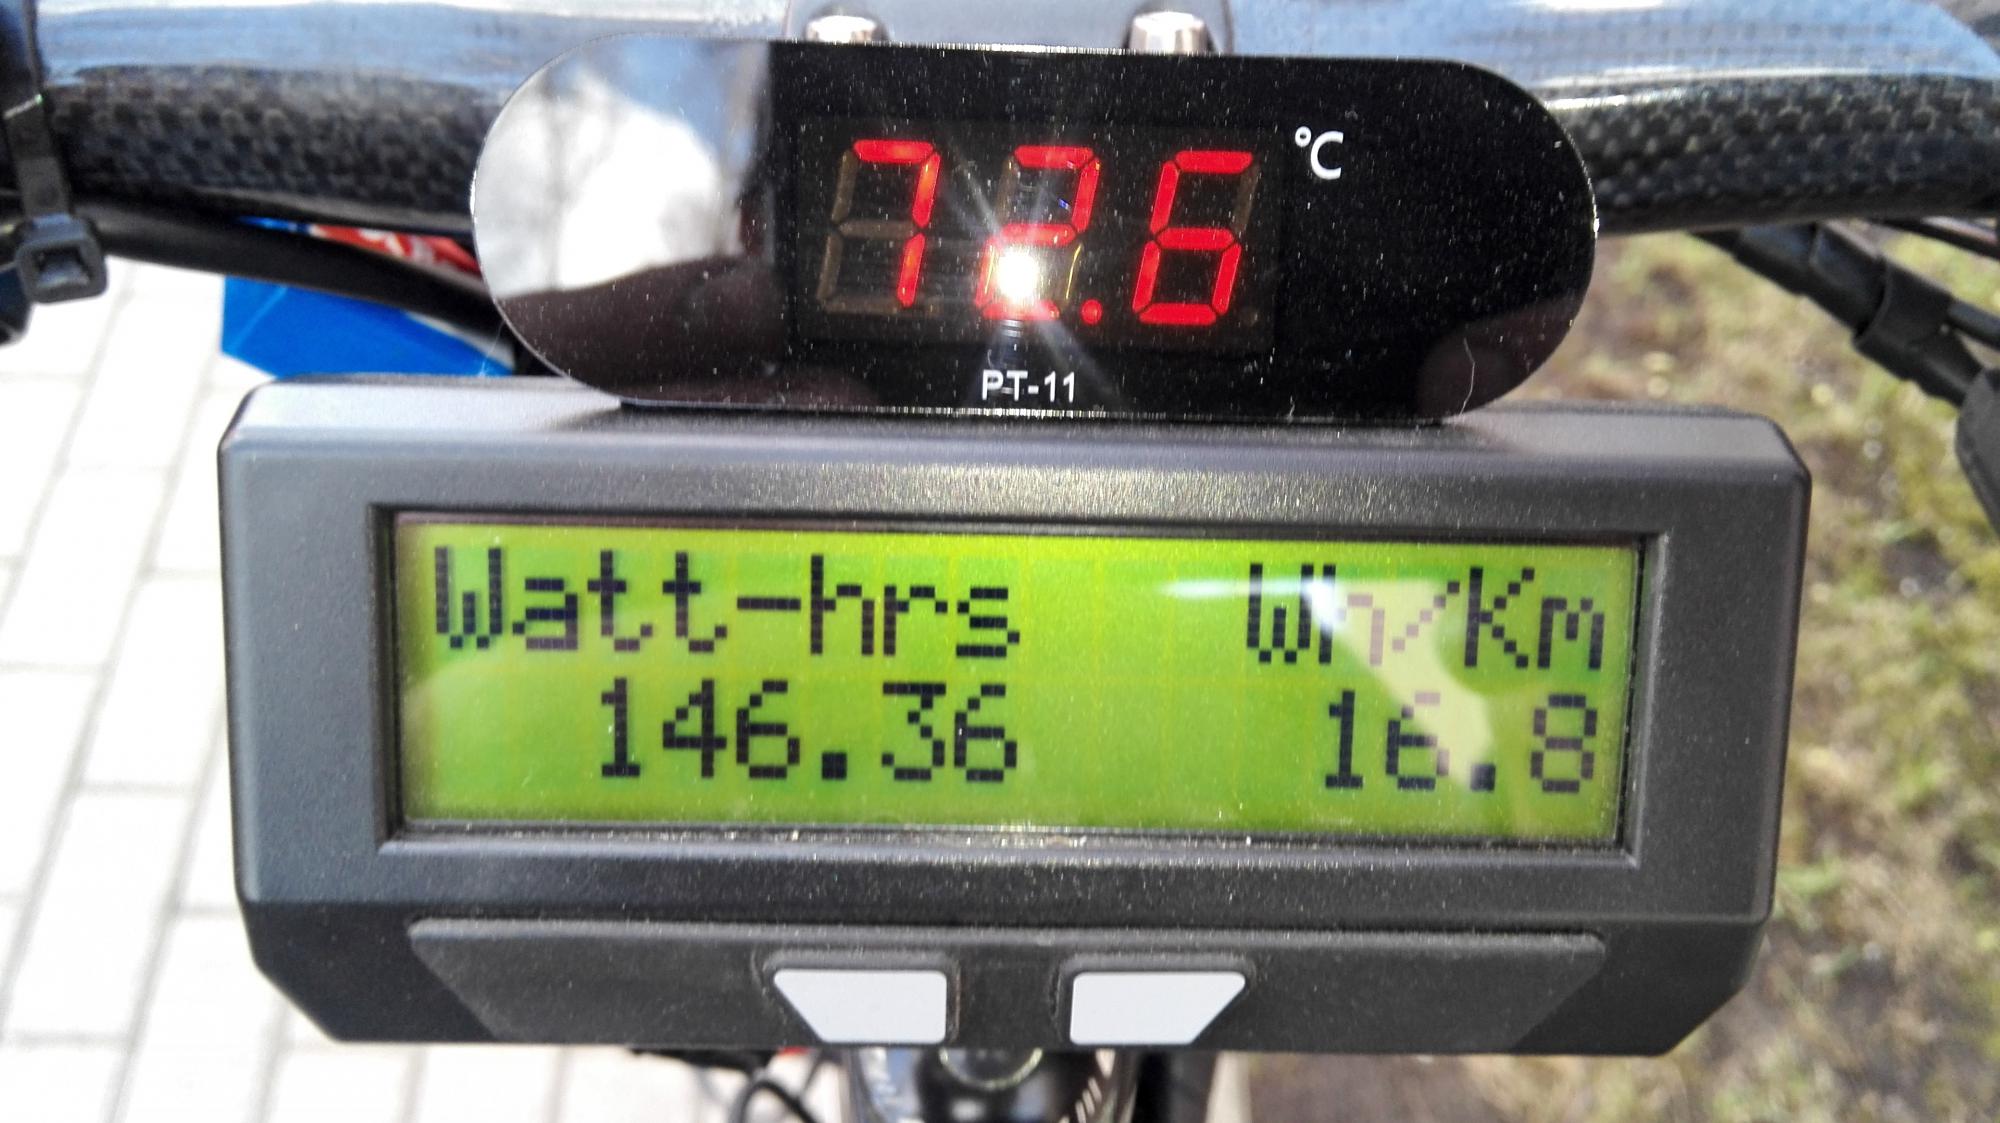 72.6 °C
PT-11
Watt-hrs Wh/Km
146.36 16.8